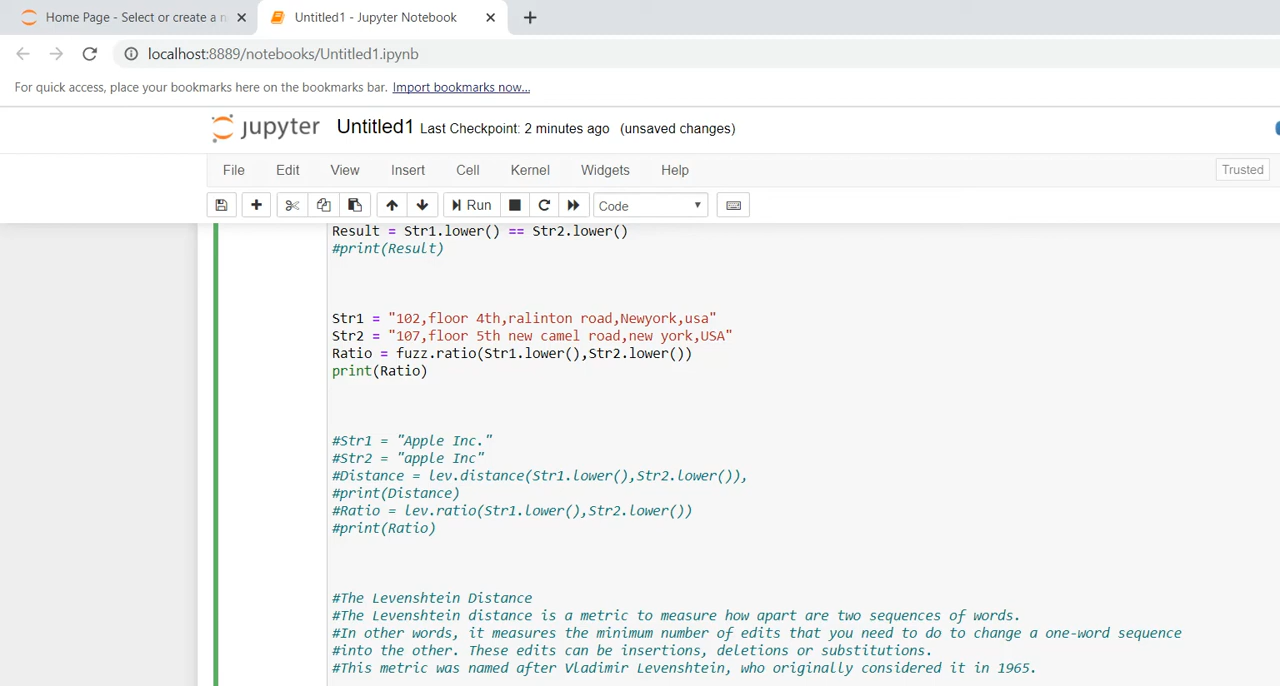 Home Page - Select or create a n
Untitled1 - Jupyter Notebook
localhost:8889/notebooks/Untitled1.ipynb
For quick access, place your bookmarks here on the bookmarks bar. Import bookmarks now...
jupyter Untitled1 Last Checkpoint: 2 minutes ago (unsaved changes)
File Edit View Insert Cell Kernel Widgets Help Trusted
Run Code
Result = Str1.lower() == Str2.lower()
#print(Result)
Str1 = "102,floor 4th,ralinton road,Newyork,usa"
Str2 = "107,floor 5th new camel road,new york,USA"
Ratio = fuzz.ratio(Str1.lower(),Str2.lower())
print(Ratio)
#Str1 = "Apple Inc."
#Str2 = "apple Inc"
#Distance = lev.distance(Str1.lower(),Str2.lower()),
#print(Distance)
#Ratio = lev.ratio(Str1.lower(),Str2.lower())
#print(Ratio)
#The Levenshtein Distance
#The Levenshtein distance is a metric to measure how apart are two sequences of words.
#In other words, it measures the minimum number of edits that you need to do to change a one-word sequence
#into the other. These edits can be insertions, deletions or substitutions.
#This metric was named after Vladimir Levenshtein, who originally considered it in 1965.